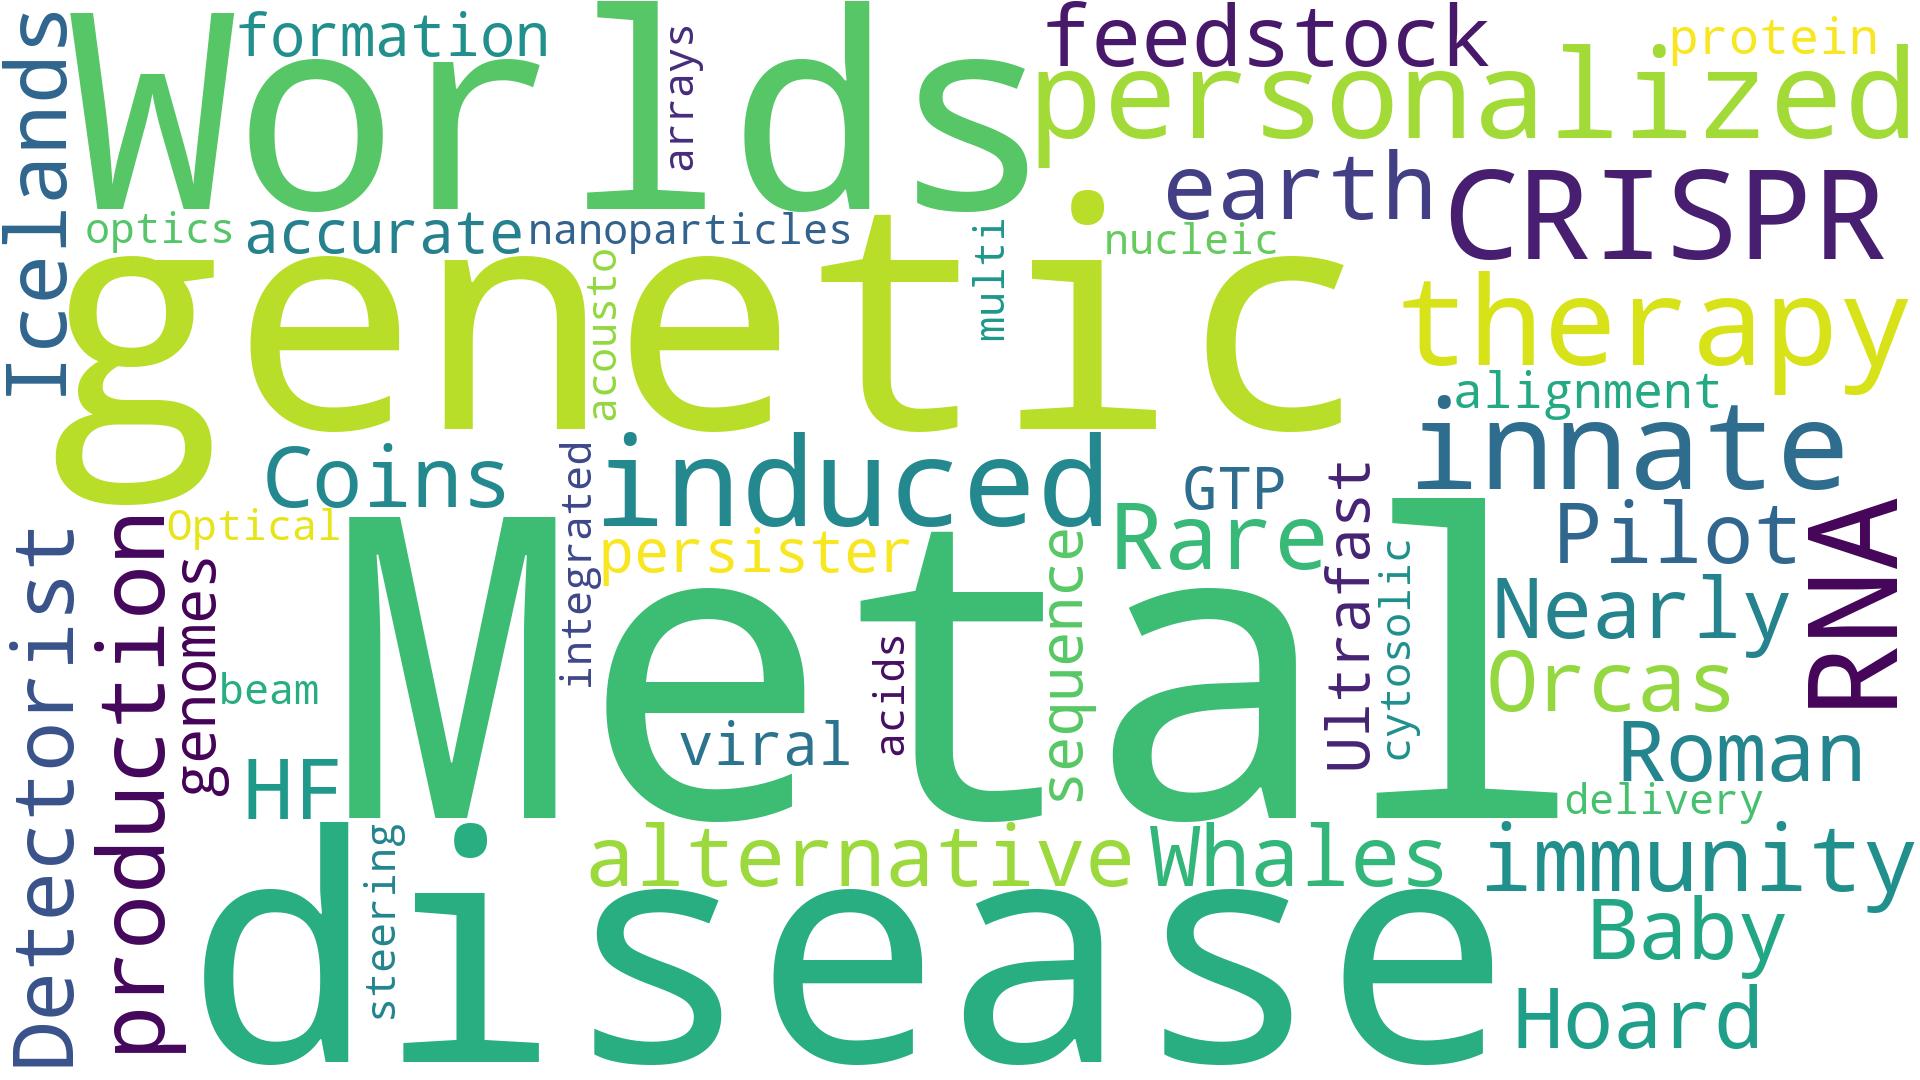 Worlds
formation
arrays
feedstock
protein
personalized
Icelands
earth
CRISPR
optics
accurate
nanoparticles
multi
nucleic
genetic
acousto
therapy
alignment
innate
Coins
integrated
induced
GTP
Ultrafast
Pilot
RNA
Optical
Metal
persister
Rare
sequence
cytosolic
Detectorist
production
genomes
Nearly
beam
acids
Orcas
viral
HF
Roman
delivery
disease
steering
alternative
Whales
immunity
Baby
Hoard